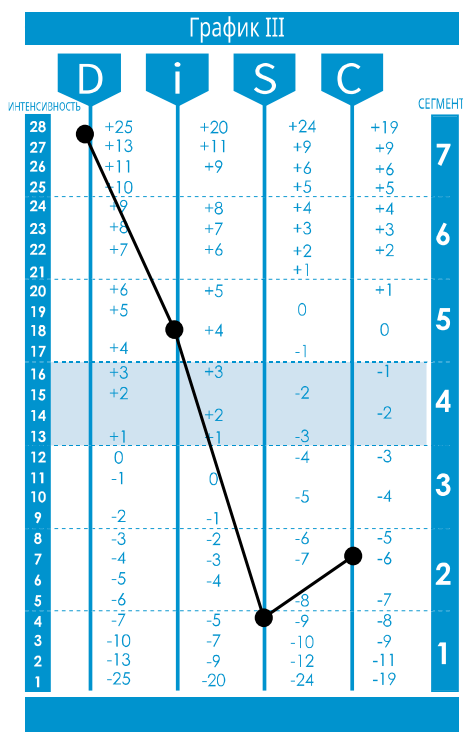 График III
D i S C
ИНТЕНСИВНОСТЬ СЕГМЕНТ
28 +25 +20 +24 +19
27 +13 +11 +9 +9 7
26 +11 +9 +6 +6
25 +10 +5 +5
24 +9 +8 +4 +4
23 +8 +7 +3 +3 6
22 +7 +6 +2 +2
21 +1
20 +6 +5 +1
19 +5 0 5
18 +4 0
17 +4 -1
16 +3 +3 -1
15 +2 -2 4
14 +2 -2
13 +1 -1 -3
12 0 -4 -3
11 -1 0 3
10 -5 -4
9 -2 -1
8 -3 -2 -6 -5
7 -4 -3 -7 -6 2
6 -5 -4
5 -6 -8 -7
4 -7 -5 -9 -8
3 -10 -7 -10 -9 1
2 -13 -9 -12 -11
1 -25 -20 -24 -19